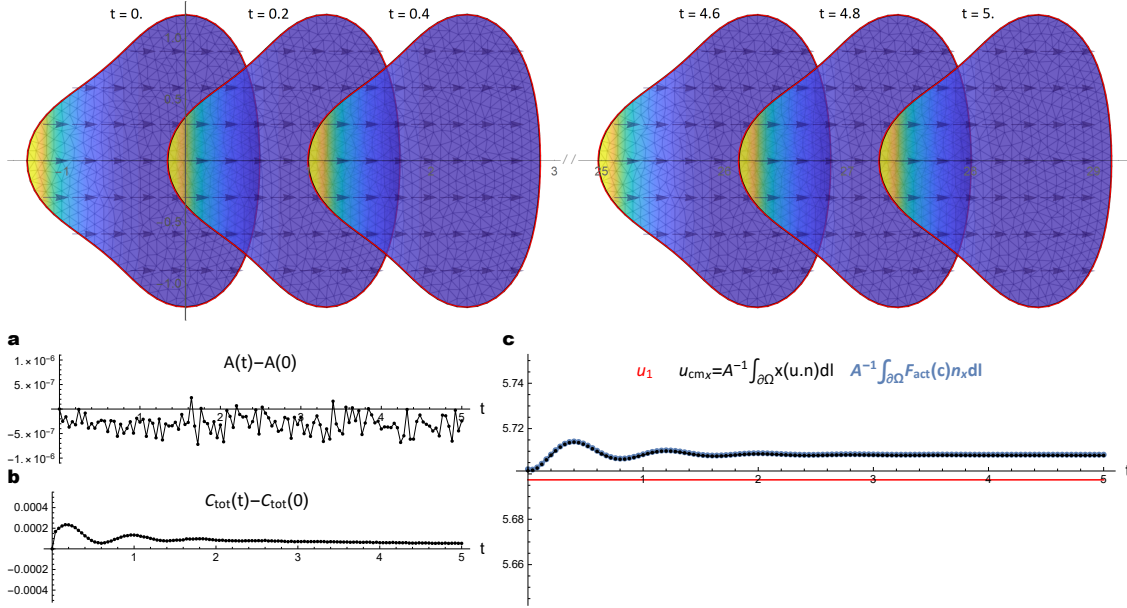 t = 0. t = 0.2 t = 0.4 t = 4.6 t = 4.8 t = 5.
1.0
0.5
-1 2 3 // 25 28
-0.5
-1.0
a
A(t)−A(0)
1.×10⁻⁶
5.×10⁻⁷
1 2 3 4 5 t
−5.×10⁻⁷
−1.×10⁻⁶
b
C_tot(t)−C_tot(0)
0.0004
0.0002
1 2 3 4 5 t
−0.0002
−0.0004
c
u₁ u_cmₓ=A⁻¹∫_∂Ω x(u.n)dl A⁻¹∫_∂Ω F_act(c)nₓdl
5.74
5.72
1 2 3 4 5 t
5.68
5.66